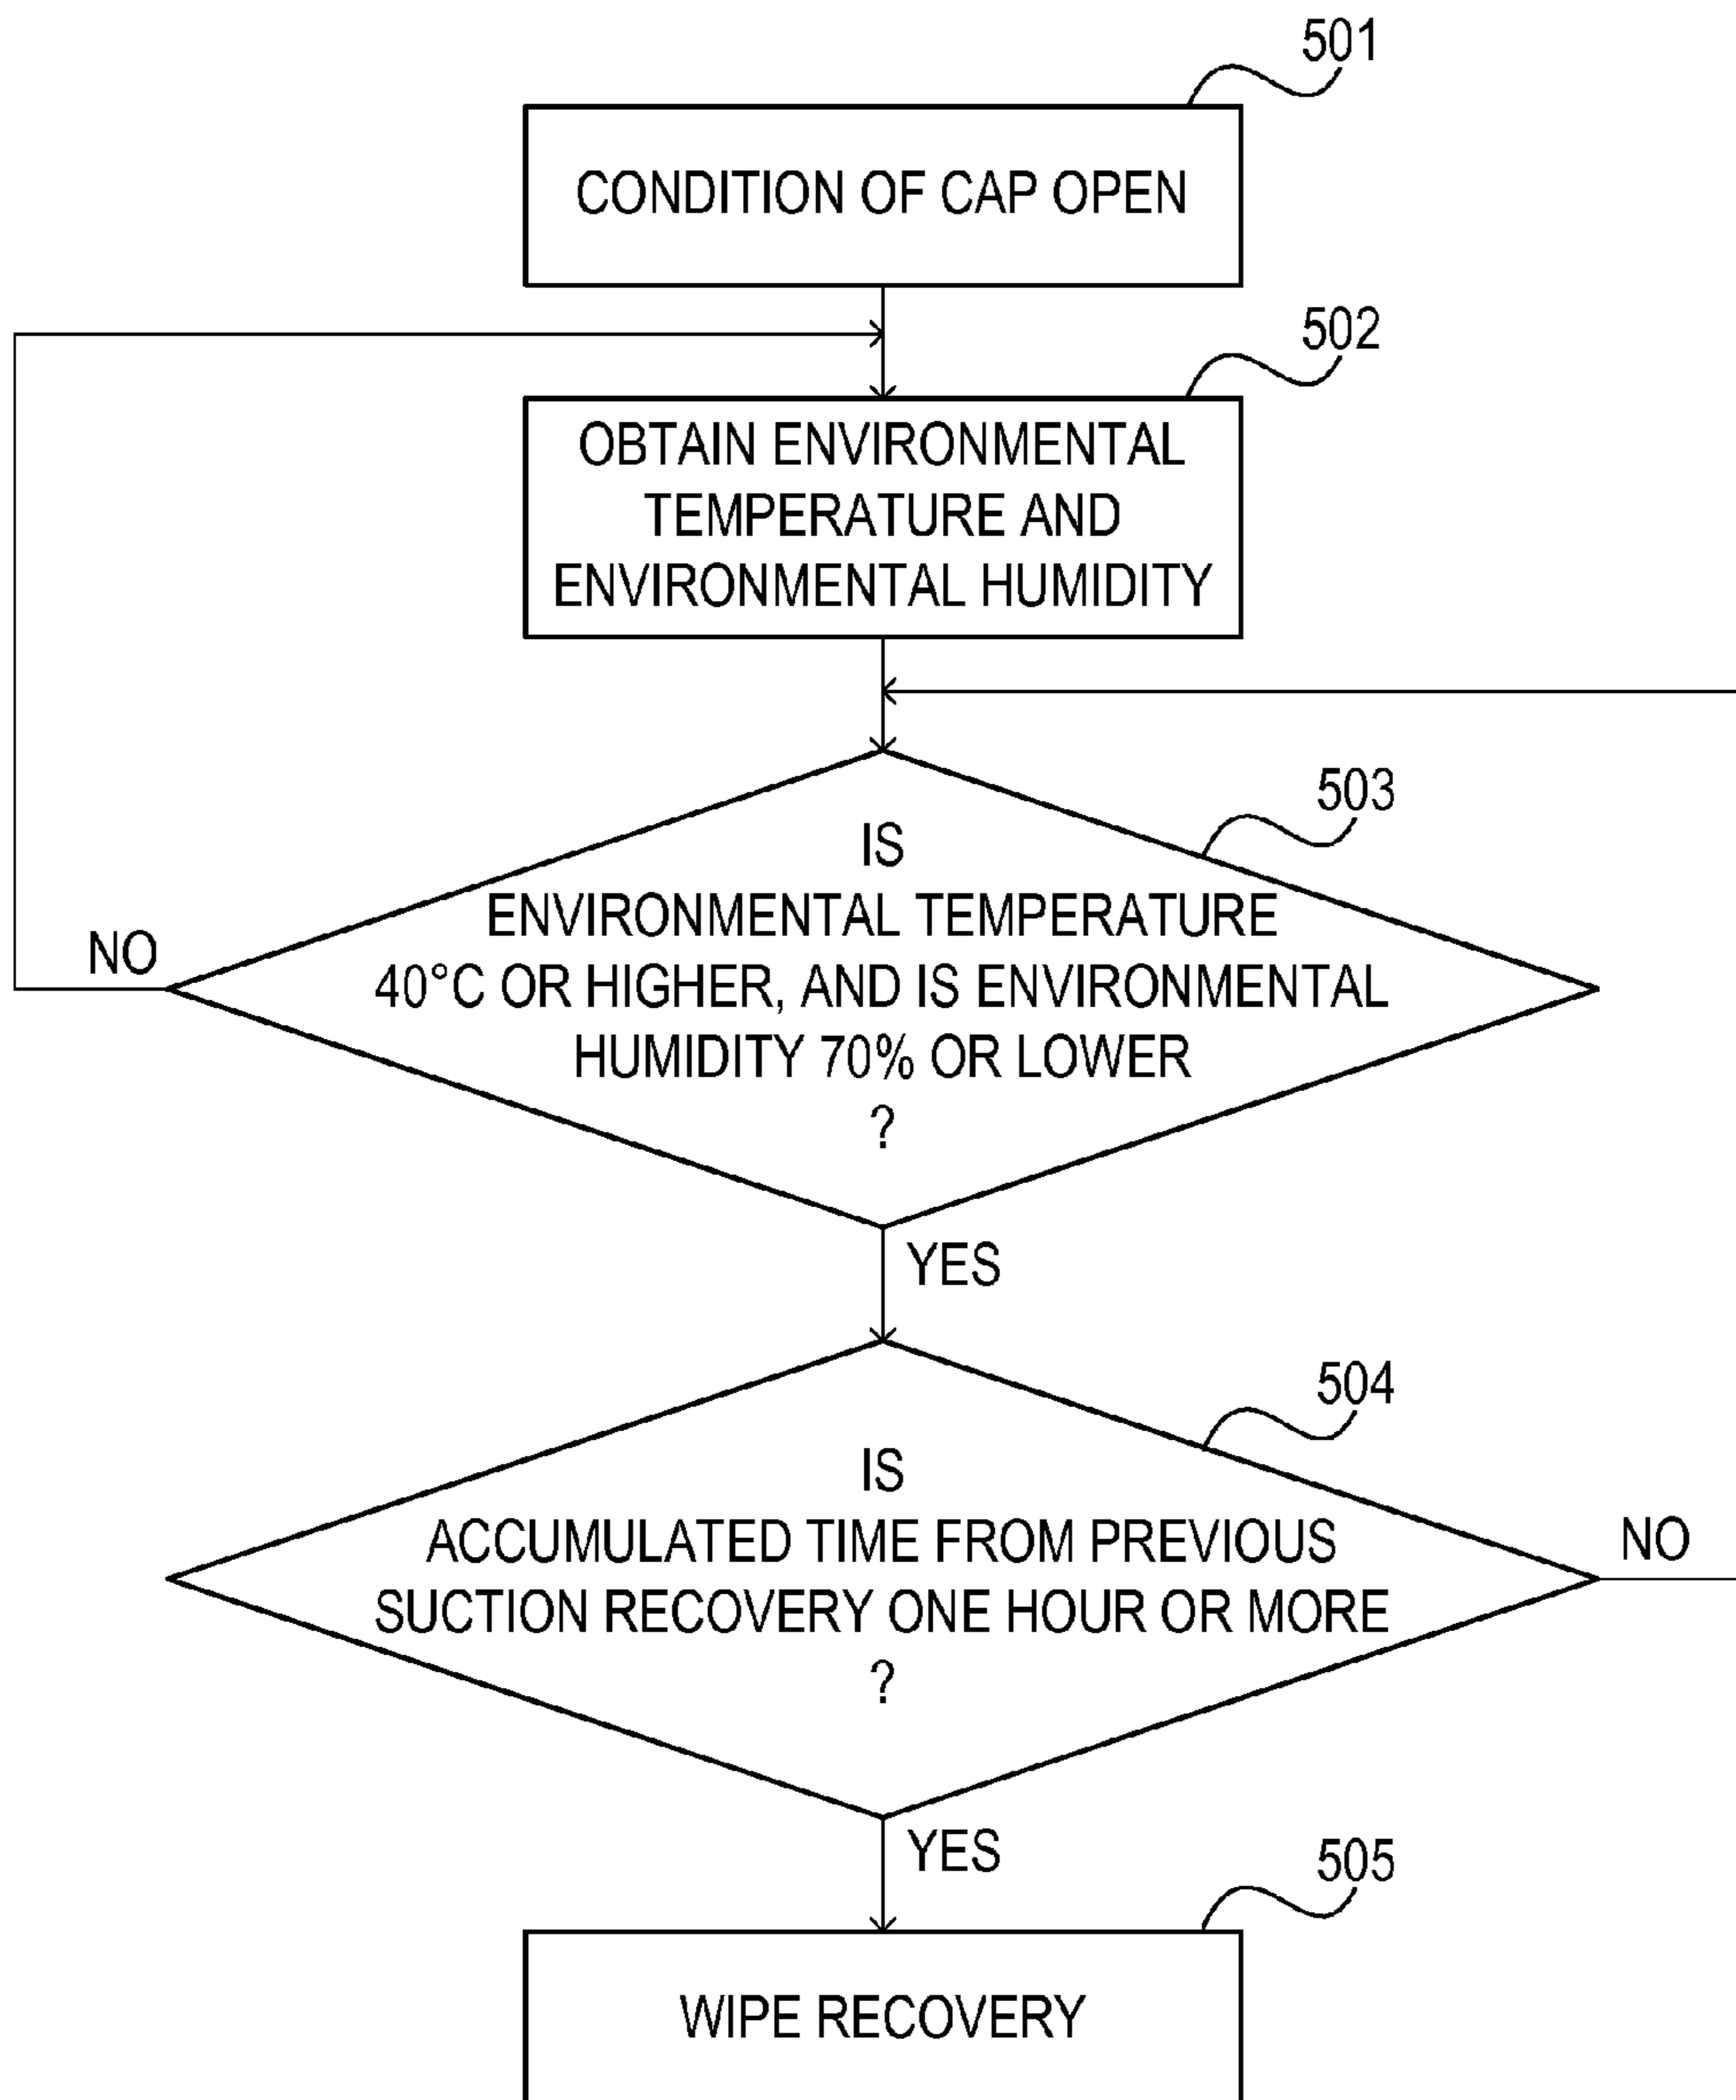 501
CONDITION OF CAP OPEN
502
OBTAIN ENVIRONMENTAL
TEMPERATURE AND
ENVIRONMENTAL HUMIDITY
503
IS
ENVIRONMENTAL TEMPERATURE
40°C OR HIGHER, AND IS ENVIRONMENTAL
HUMIDITY 70% OR LOWER
?
NO
YES
504
IS
ACCUMULATED TIME FROM PREVIOUS
SUCTION RECOVERY ONE HOUR OR MORE
?
NO
YES
505
WIPE RECOVERY